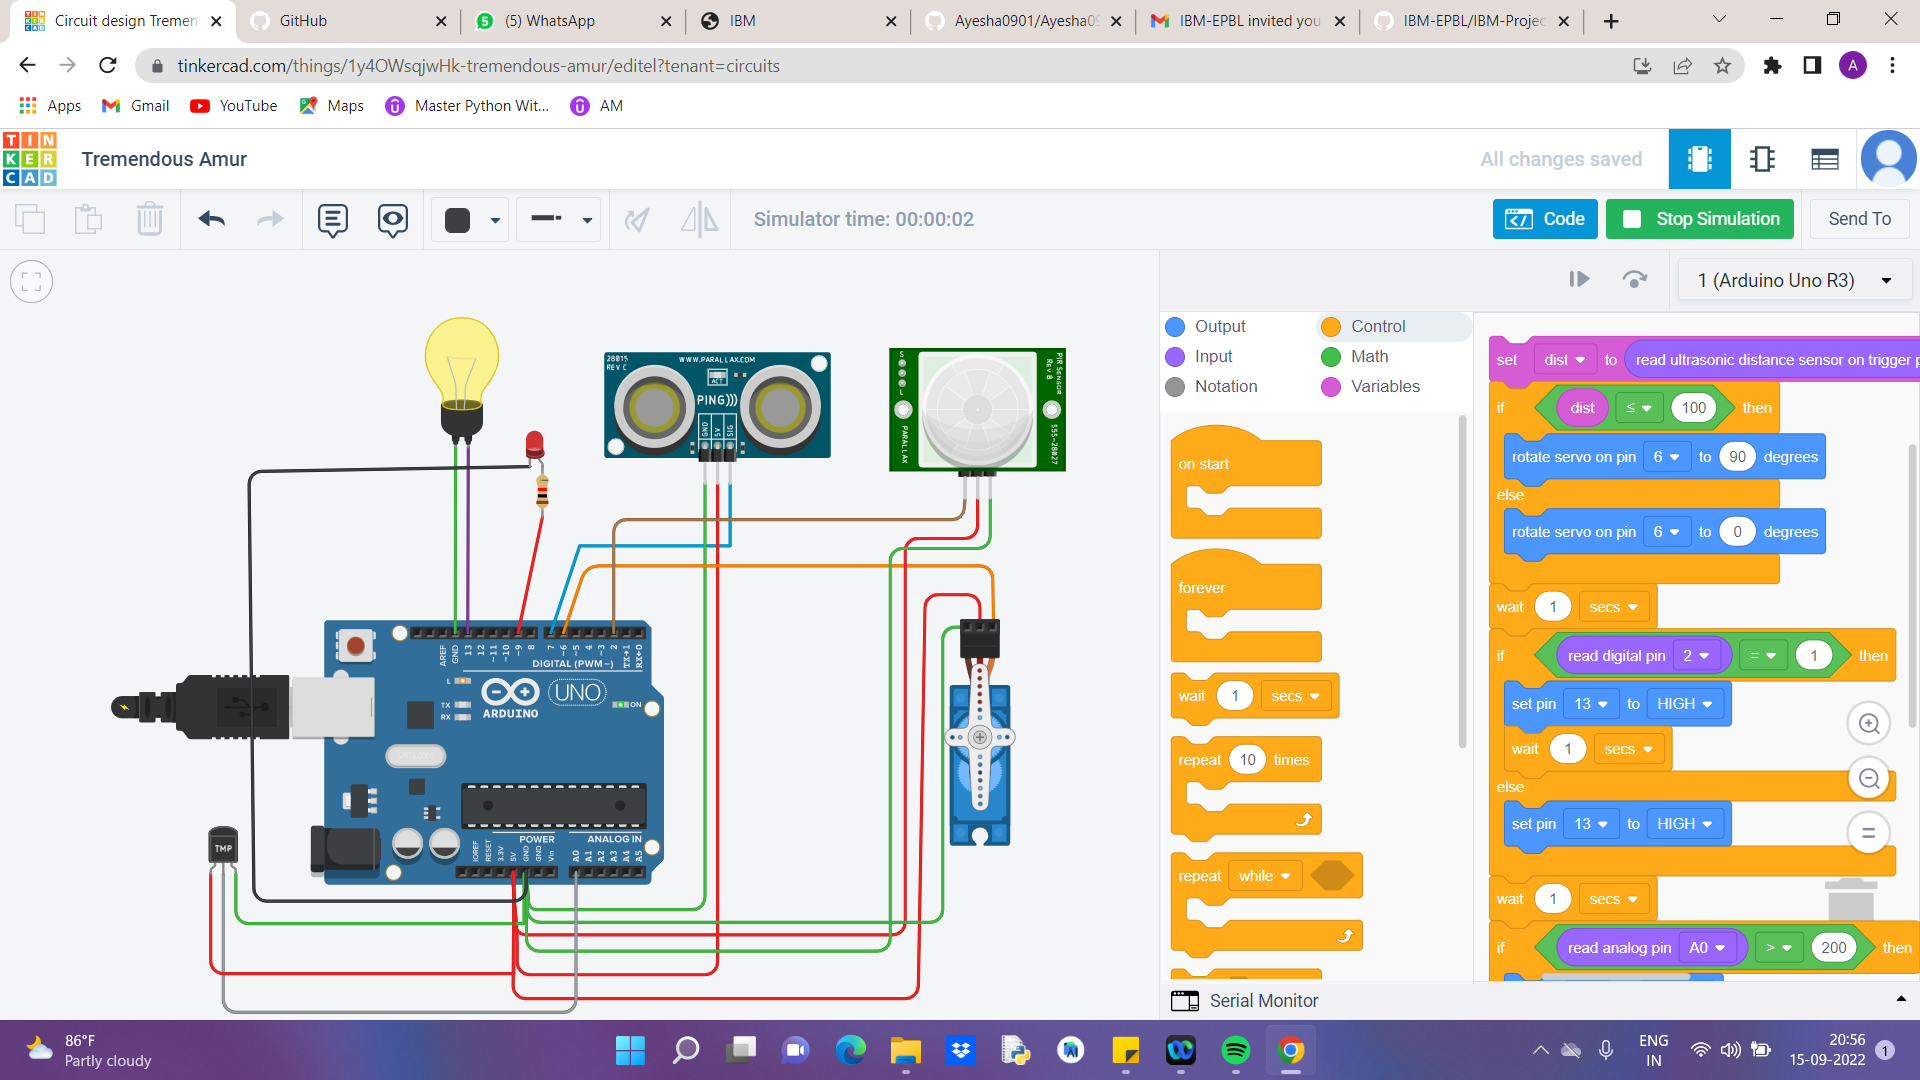 Circuit design Tremen
GitHub
(5) WhatsApp
IBM
Ayesha0901/Ayesha09
IBM-EPBL invited you
IBM-EPBL/IBM-Projec
tinkercad.com/things/1y4OWsqjwHk-tremendous-amur/editel?tenant=circuits
A
Apps
Gmail
YouTube
Maps
Master Python Wit...
AM
TIN
KER
CAD
Tremendous Amur
All changes saved
Simulator time: 00:00:02
Code
Stop Simulation
Send To
1 (Arduino Uno R3)
Output
Control
Input
Math
Notation
Variables
on start
forever
wait 1 secs
repeat 10 times
repeat while
set dist to read ultrasonic distance sensor on trigger p
if dist ≤ 100 then
rotate servo on pin 6 to 90 degrees
else
rotate servo on pin 6 to 0 degrees
wait 1 secs
if read digital pin 2 = 1 then
set pin 13 to HIGH
wait 1 secs
else
set pin 13 to HIGH
wait 1 secs
if read analog pin A0 > 200 then
28015
REV C
WWW.PARALLAX.COM
ACT
PING)))
GND
5V
SIG
PIR SENSOR
Rev B
555-28027
PARALLAX
S
L
AREF
GND
13
12
~11
~10
~9
8
7
~6
~5
4
~3
2
TX→1
RX←0
DIGITAL (PWM~)
L
TX
RX
UNO
ARDUINO
ON
POWER
ANALOG IN
IOREF
RESET
3.3V
5V
GND
GND
Vin
A0
A1
A2
A3
A4
A5
TMP
Serial Monitor
86°F
Partly cloudy
ENG
IN
20:56
15-09-2022
1